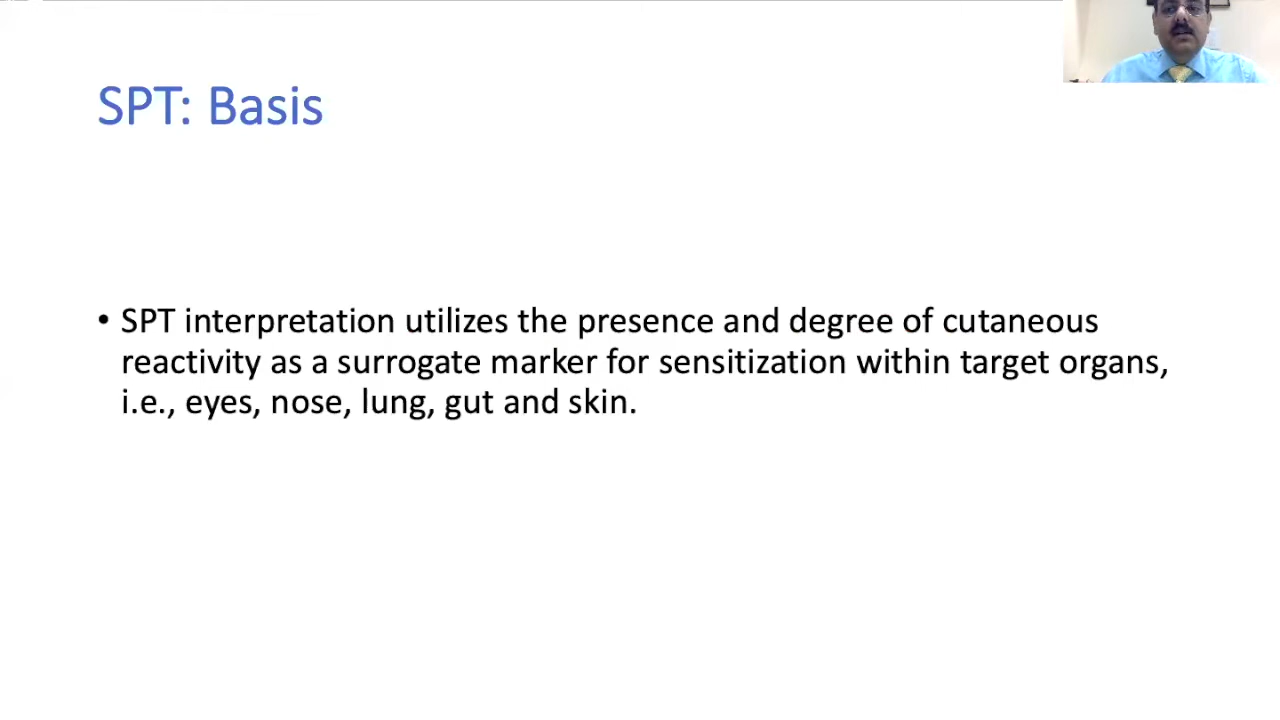 SPT: Basis
• SPT interpretation utilizes the presence and degree of cutaneous
reactivity as a surrogate marker for sensitization within target organs,
i.e., eyes, nose, lung, gut and skin.